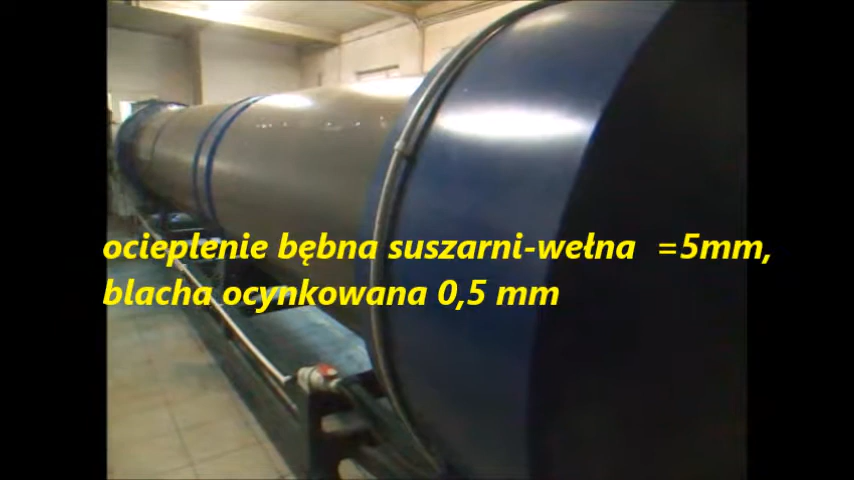 ocieplenie bębna suszarni-wełna =5mm,
blacha ocynkowana 0,5 mm